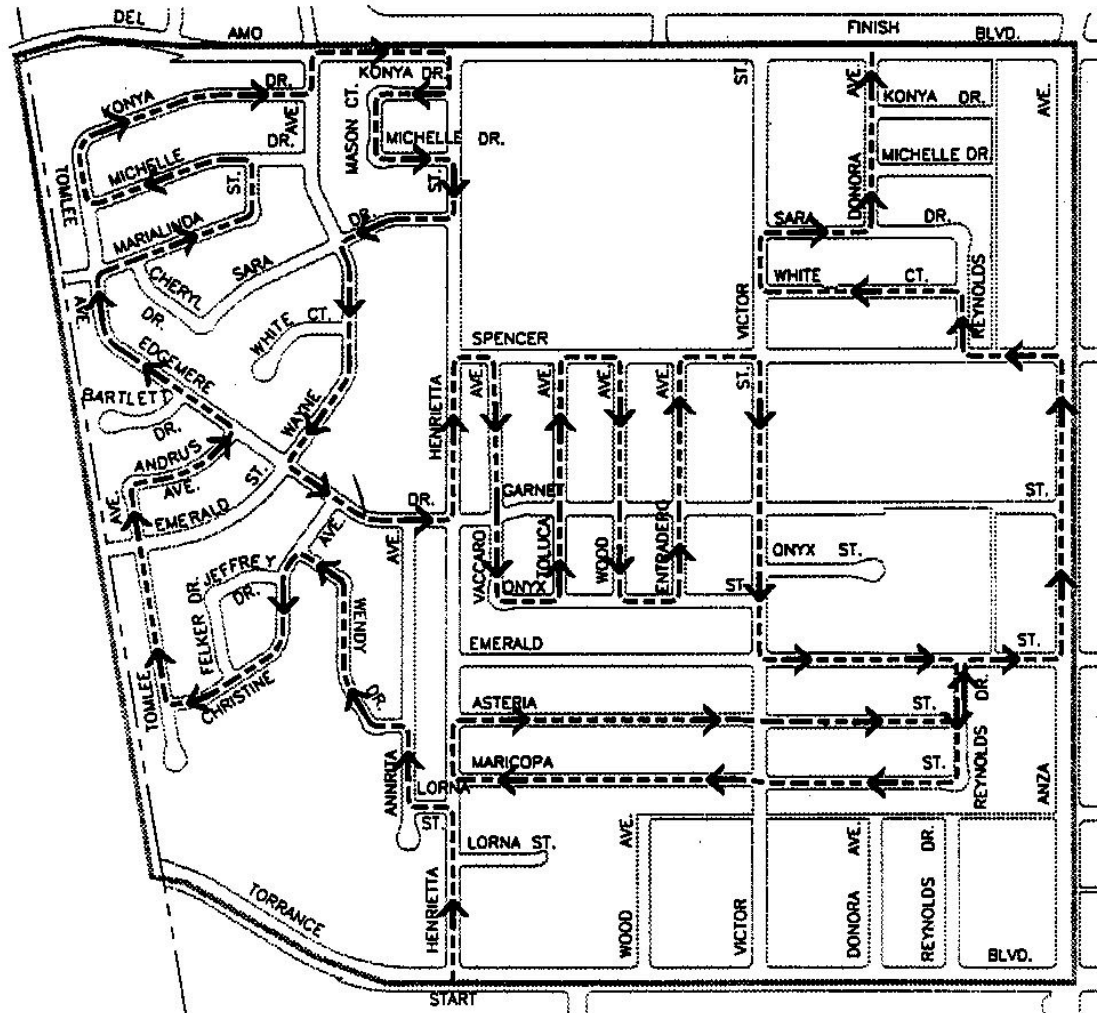 DEL
AMO
FINISH
BLVD.
KONYA DR.
KONYA
DR.
AVE.
MASON CT.
ST.
AVE
KONYA DR.
AVE.
MICHELLE DR.
MICHELLE
DR.
ST.
ST.
MICHELLE DR
TOMLEE
AVE
DONORA
MARIALINDA
DR.
SARA
DR.
SARA
CHERYL
DR.
WHITE
CT.
REYNOLDS
VICTOR
WHITE CT.
EDGEMERE
SPENCER
ST.
BARTLETT
DR.
WAYNE
HENRIETTA
AVE.
AVE.
AVE.
AVE.
ANDRUS
AVE.
ST.
AVE.
DR.
GARNET
ST.
EMERALD
AVE.
AVE.
VACCARO
TOLUCA
WOOD
ENTRADERO
ONYX ST.
JEFFREY
DR.
FELKER DR.
WENDY
DR.
ONYX
ST.
EMERALD
ST.
TOMLEE
CHRISTINE
ASTERIA
ST.
DR.
REYNOLDS
MARICOPA
ST.
ANZA
ANNRITA
LORNA
ST.
LORNA ST.
AVE.
AVE.
DR.
TORRANCE
HENRIETTA
WOOD
VICTOR
DONORA
REYNOLDS
BLVD.
START